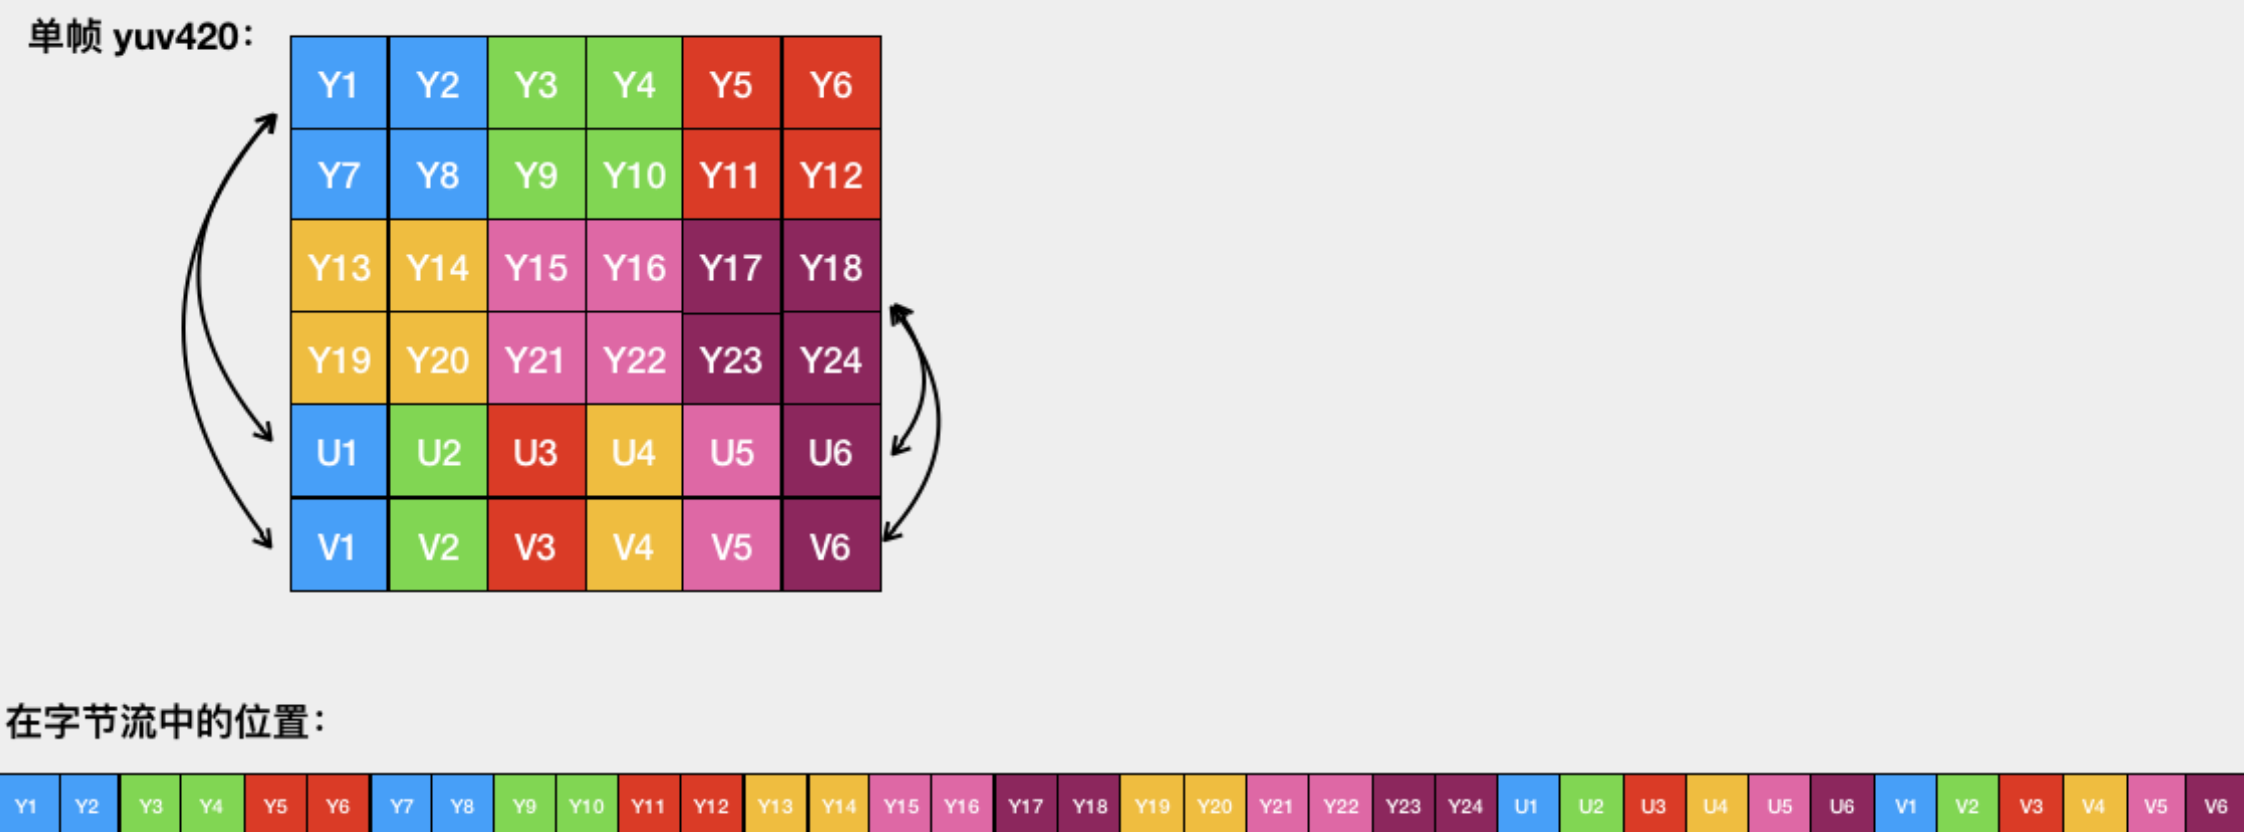 单帧 yuv420：
Y1 Y2 Y3 Y4 Y5 Y6
Y7 Y8 Y9 Y10 Y11 Y12
Y13 Y14 Y15 Y16 Y17 Y18
Y19 Y20 Y21 Y22 Y23 Y24
U1 U2 U3 U4 U5 U6
V1 V2 V3 V4 V5 V6
在字节流中的位置：
Y1 Y2 Y3 Y4 Y5 Y6 Y7 Y8 Y9 Y10 Y11 Y12 Y13 Y14 Y15 Y16 Y17 Y18 Y19 Y20 Y21 Y22 Y23 Y24 U1 U2 U3 U4 U5 U6 V1 V2 V3 V4 V5 V6